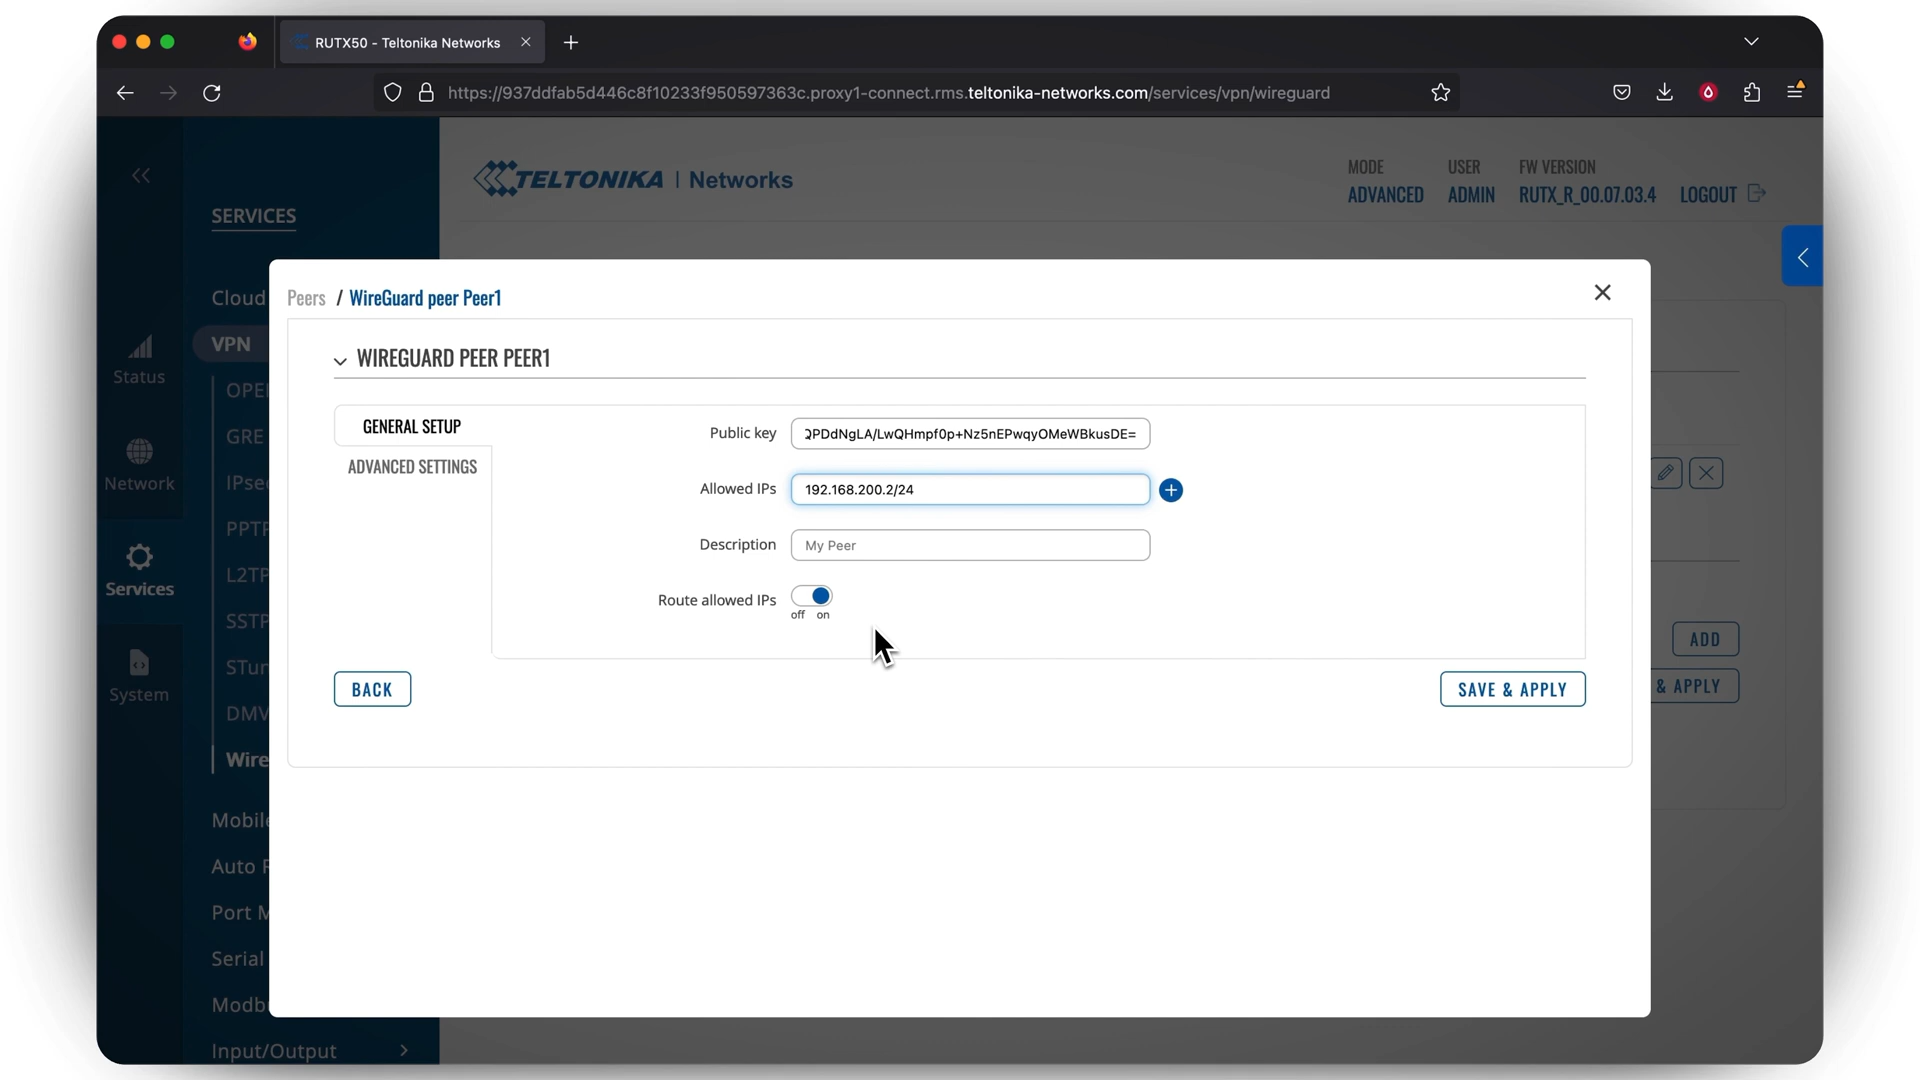 RUTX50 - Teltonika Networks
https://937ddfab5d446c8f10233f950597363c.proxy1-connect.rms.teltonika-networks.com/services/vpn/wireguard
TELTONIKA | Networks
MODE
ADVANCED
USER
ADMIN
FW VERSION
RUTX_R_00.07.03.4
LOGOUT
Status
Network
Services
System
SERVICES
Cloud
VPN
OPE
GRE
IPsec
PPTP
L2TP
SSTP
STun
DMV
Wire
Mobile
Auto
Port M
Serial
Modb
Input/Output
Peers / WireGuard peer Peer1
WIREGUARD PEER PEER1
GENERAL SETUP
ADVANCED SETTINGS
Public key
QPDdNgLA/LwQHmpf0p+Nz5nEPwqyOMeWBkusDE=
Allowed IPs
192.168.200.2/24
Description
My Peer
Route allowed IPs
off on
BACK
SAVE & APPLY
ADD
& APPLY